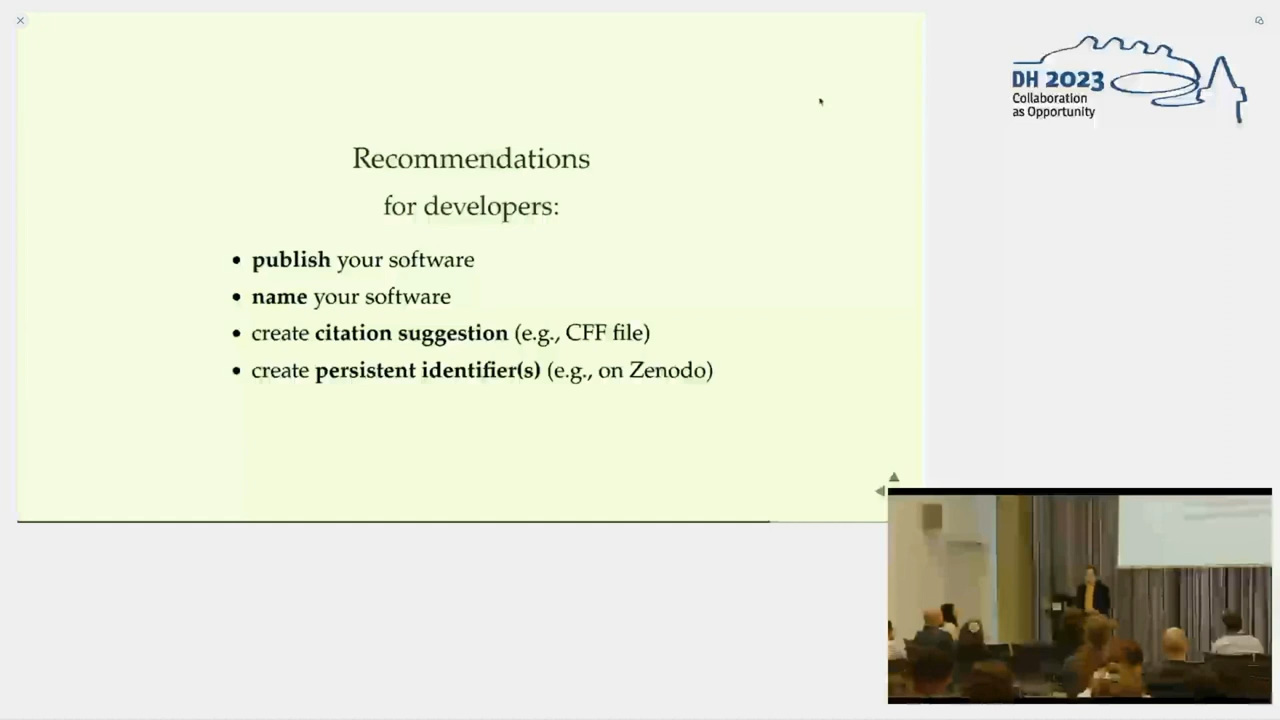 Recommendations
for developers:
• publish your software
• name your software
• create citation suggestion (e.g., CFF file)
• create persistent identifier(s) (e.g., on Zenodo)
DH 2023
Collaboration
as Opportunity